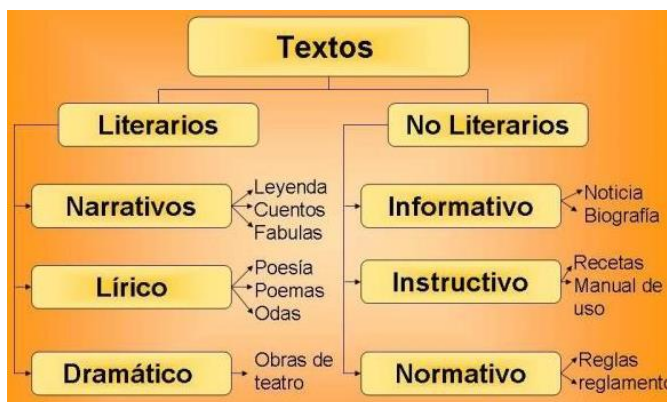 Textos
Literarios
No Literarios
Narrativos
Leyenda
Cuentos
Fabulas
Informativo
Noticia
Biografía
Lírico
Poesía
Poemas
Odas
Instructivo
Recetas
Manual de
uso
Dramático
Obras de
teatro
Normativo
Reglas
reglamento